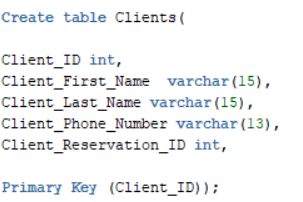 Create table Clients(
Client_ID int,
Client_First_Name  varchar(15),
Client_Last_Name varchar(15),
Client_Phone_Number varchar(13),
Client_Reservation_ID int,
Primary Key (Client_ID));